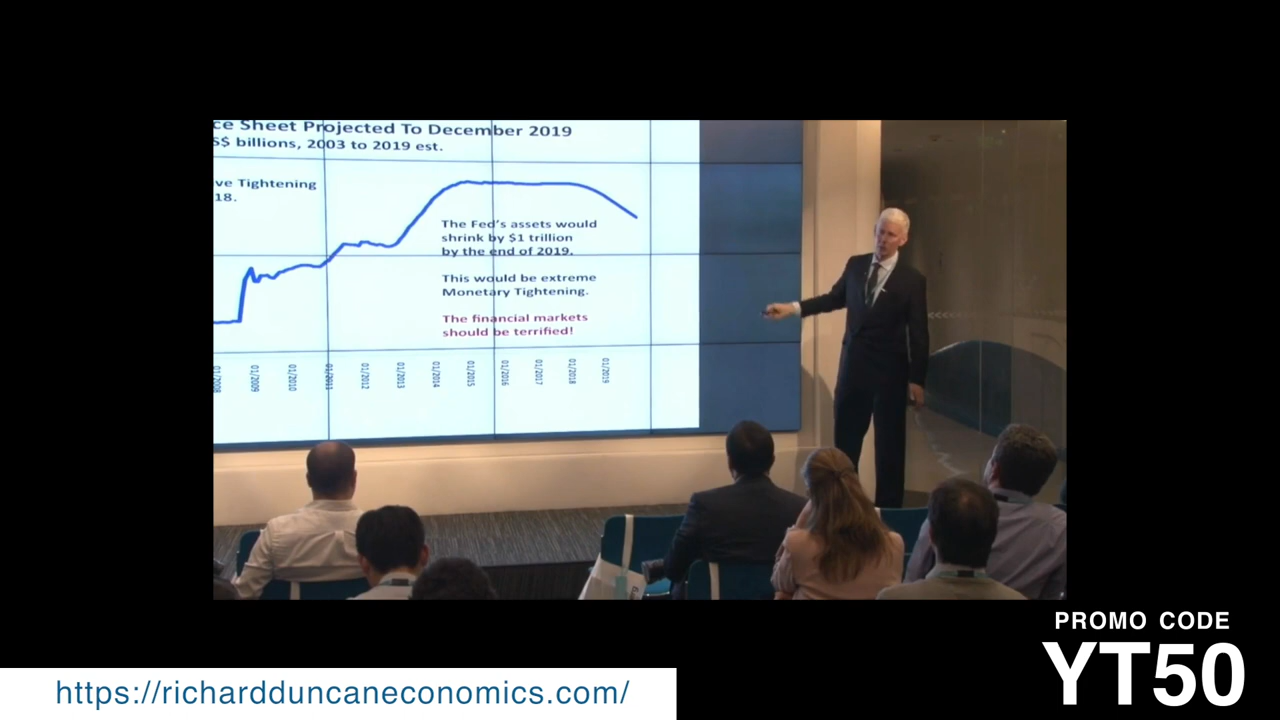 ce Sheet Projected To December 2019
S$ billions, 2003 to 2019 est.
ve Tightening
18.
The Fed's assets would
shrink by $1 trillion
by the end of 2019.
This would be extreme
Monetary Tightening.
The financial markets
should be terrified!
01/2008
01/2009
01/2010
01/2011
01/2012
01/2013
01/2014
01/2015
01/2016
01/2017
01/2018
01/2019
PROMO CODE
YT50
https://richardduncaneconomics.com/